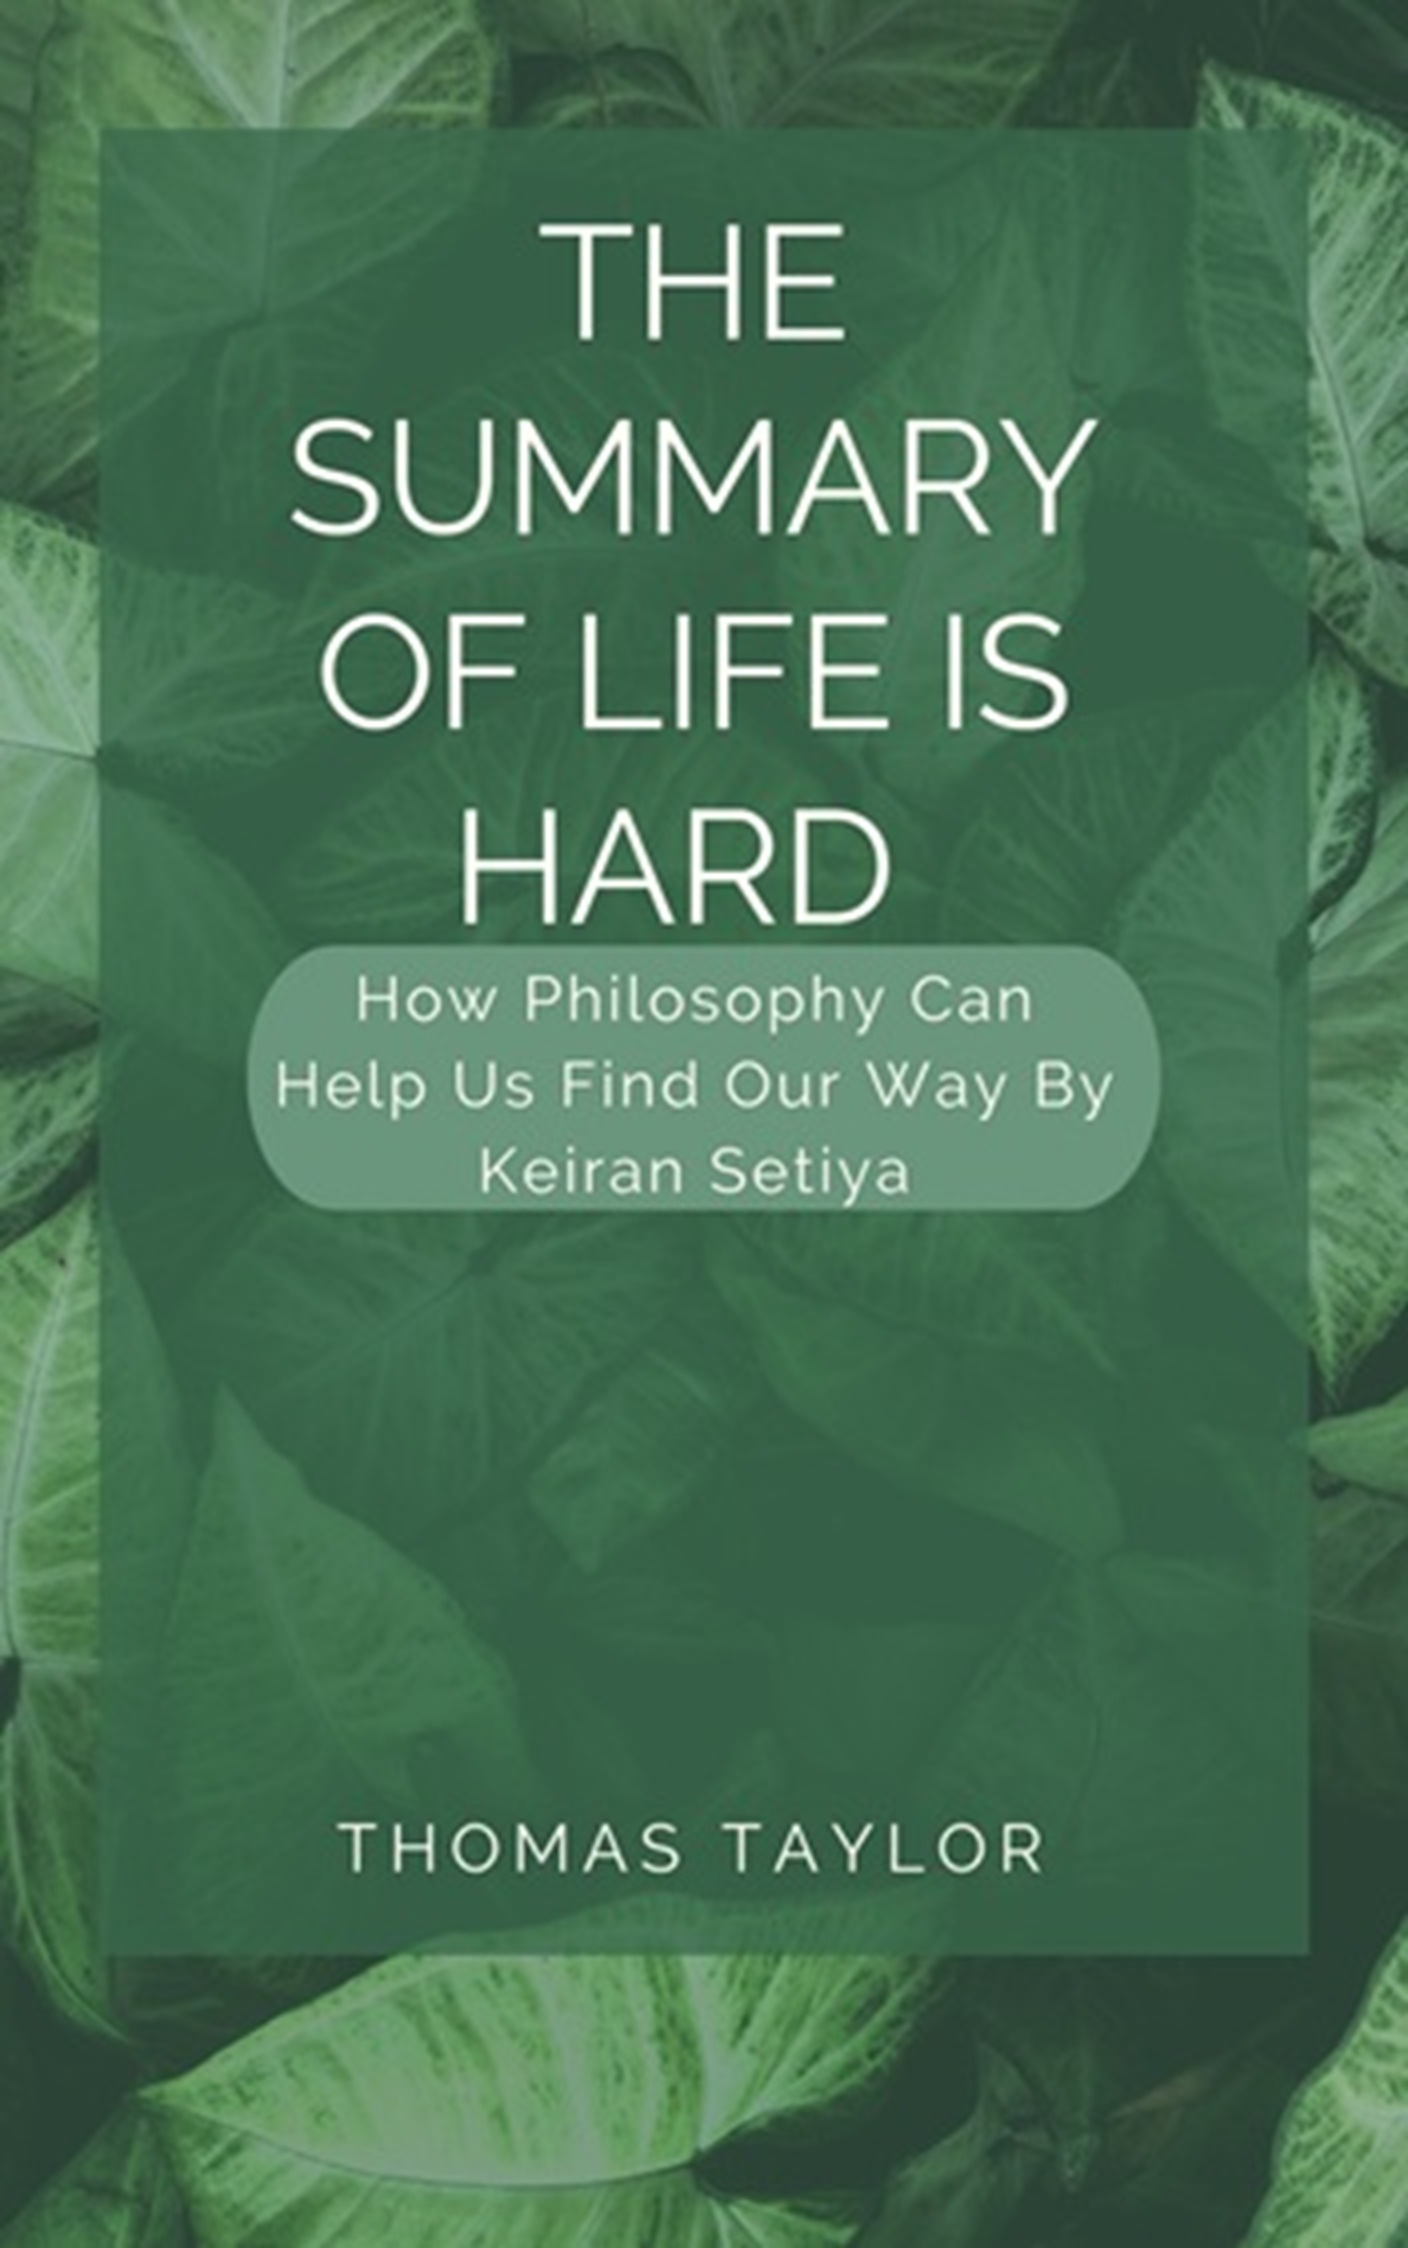 THE
SUMMARY
OF LIFE IS
HARD
How Philosophy Can
Help Us Find Our Way By
Keiran Setiya
THOMAS TAYLOR